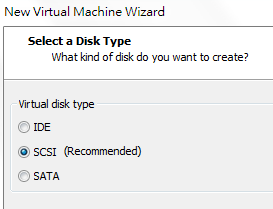 New Virtual Machine Wizard
Select a Disk Type
What kind of disk do you want to create?
Virtual disk type
IDE
SCSI (Recommended)
SATA